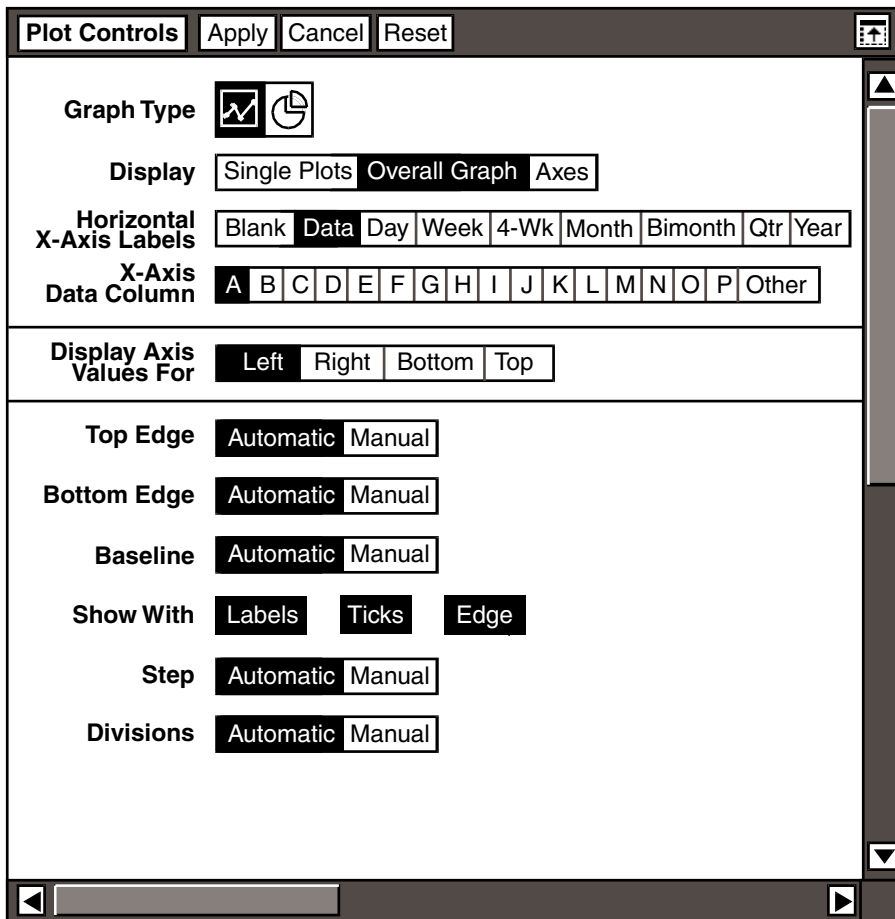 Plot Controls Apply Cancel Reset
Graph Type
Display Single Plots Overall Graph Axes
Horizontal
X-Axis Labels Blank Data Day Week 4-Wk Month Bimonth Qtr Year
X-Axis
Data Column A B C D E F G H I J K L M N O P Other
Display Axis
Values For Left Right Bottom Top
Top Edge Automatic Manual
Bottom Edge Automatic Manual
Baseline Automatic Manual
Show With Labels Ticks Edge
Step Automatic Manual
Divisions Automatic Manual